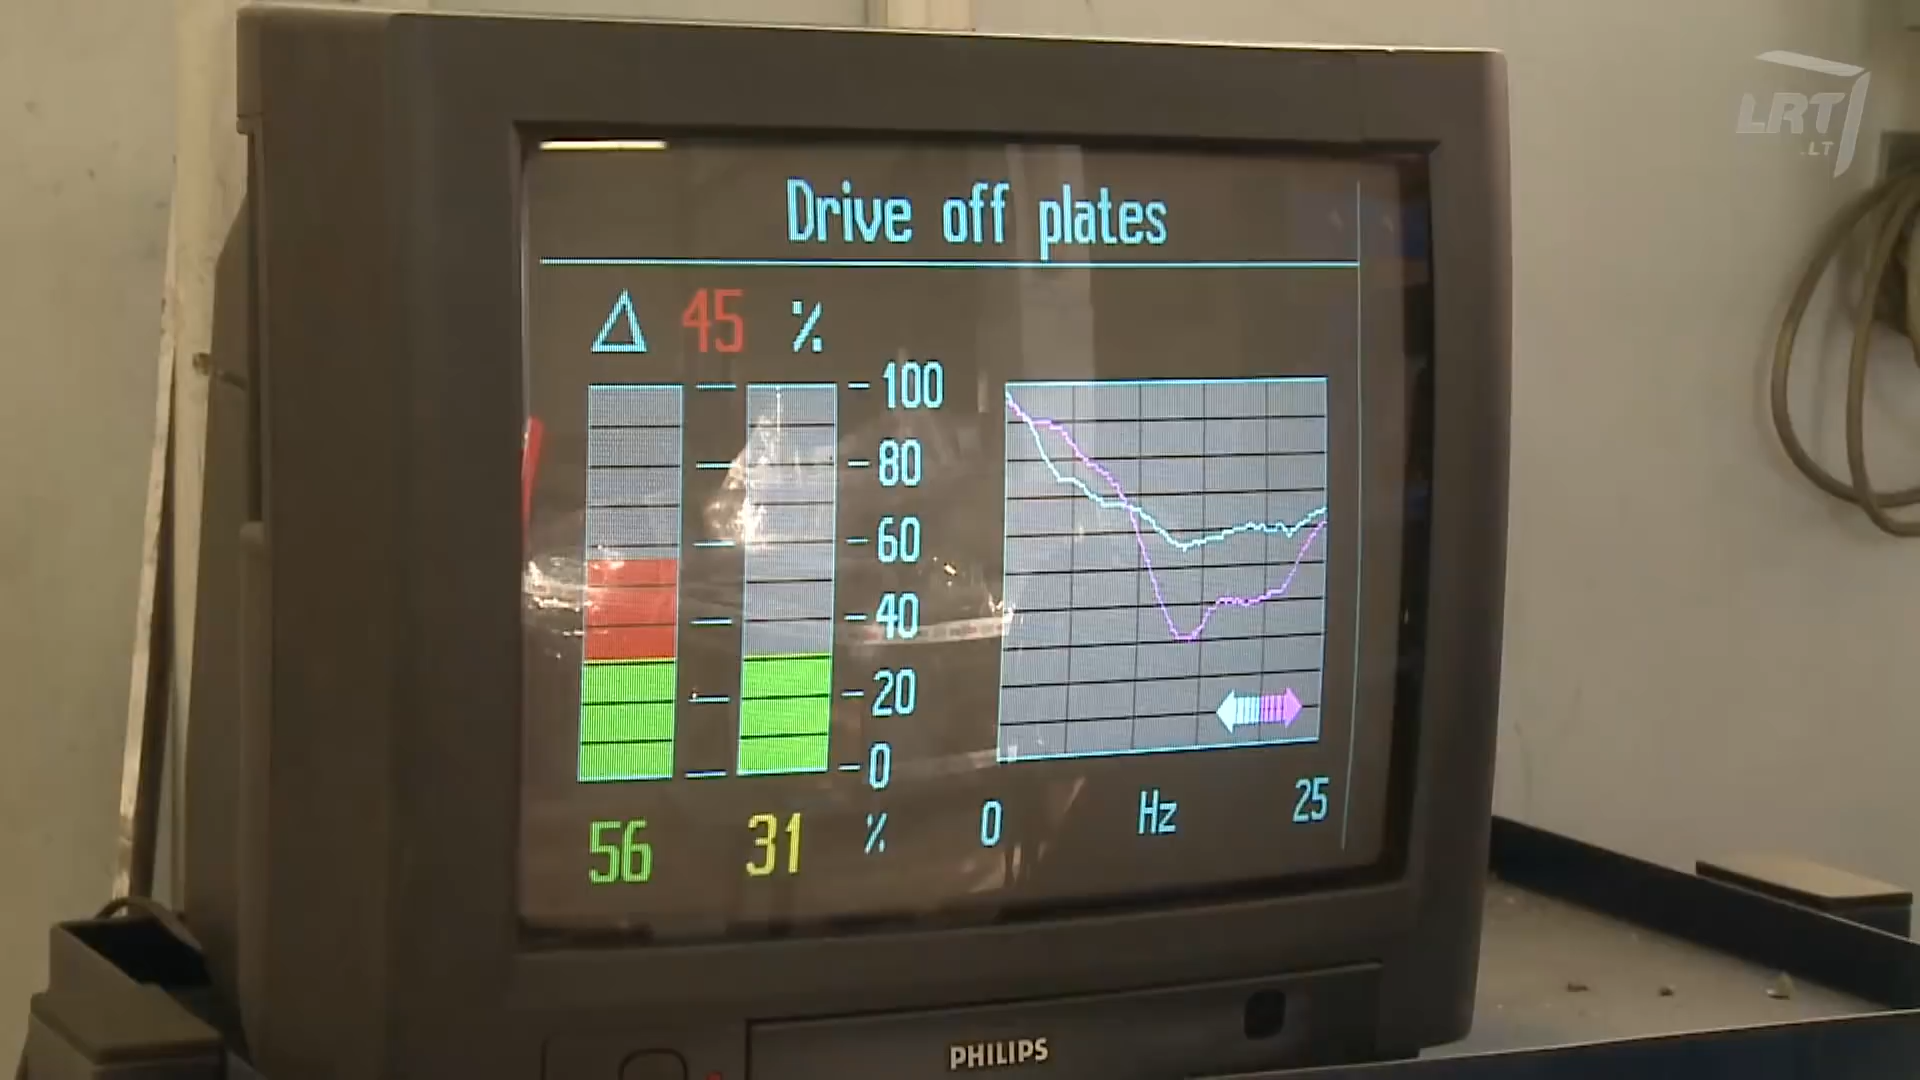 LRT
.LT
Drive off plates
Δ 45 %
100
80
60
40
20
0
56 31 %
0 Hz 25
PHILIPS